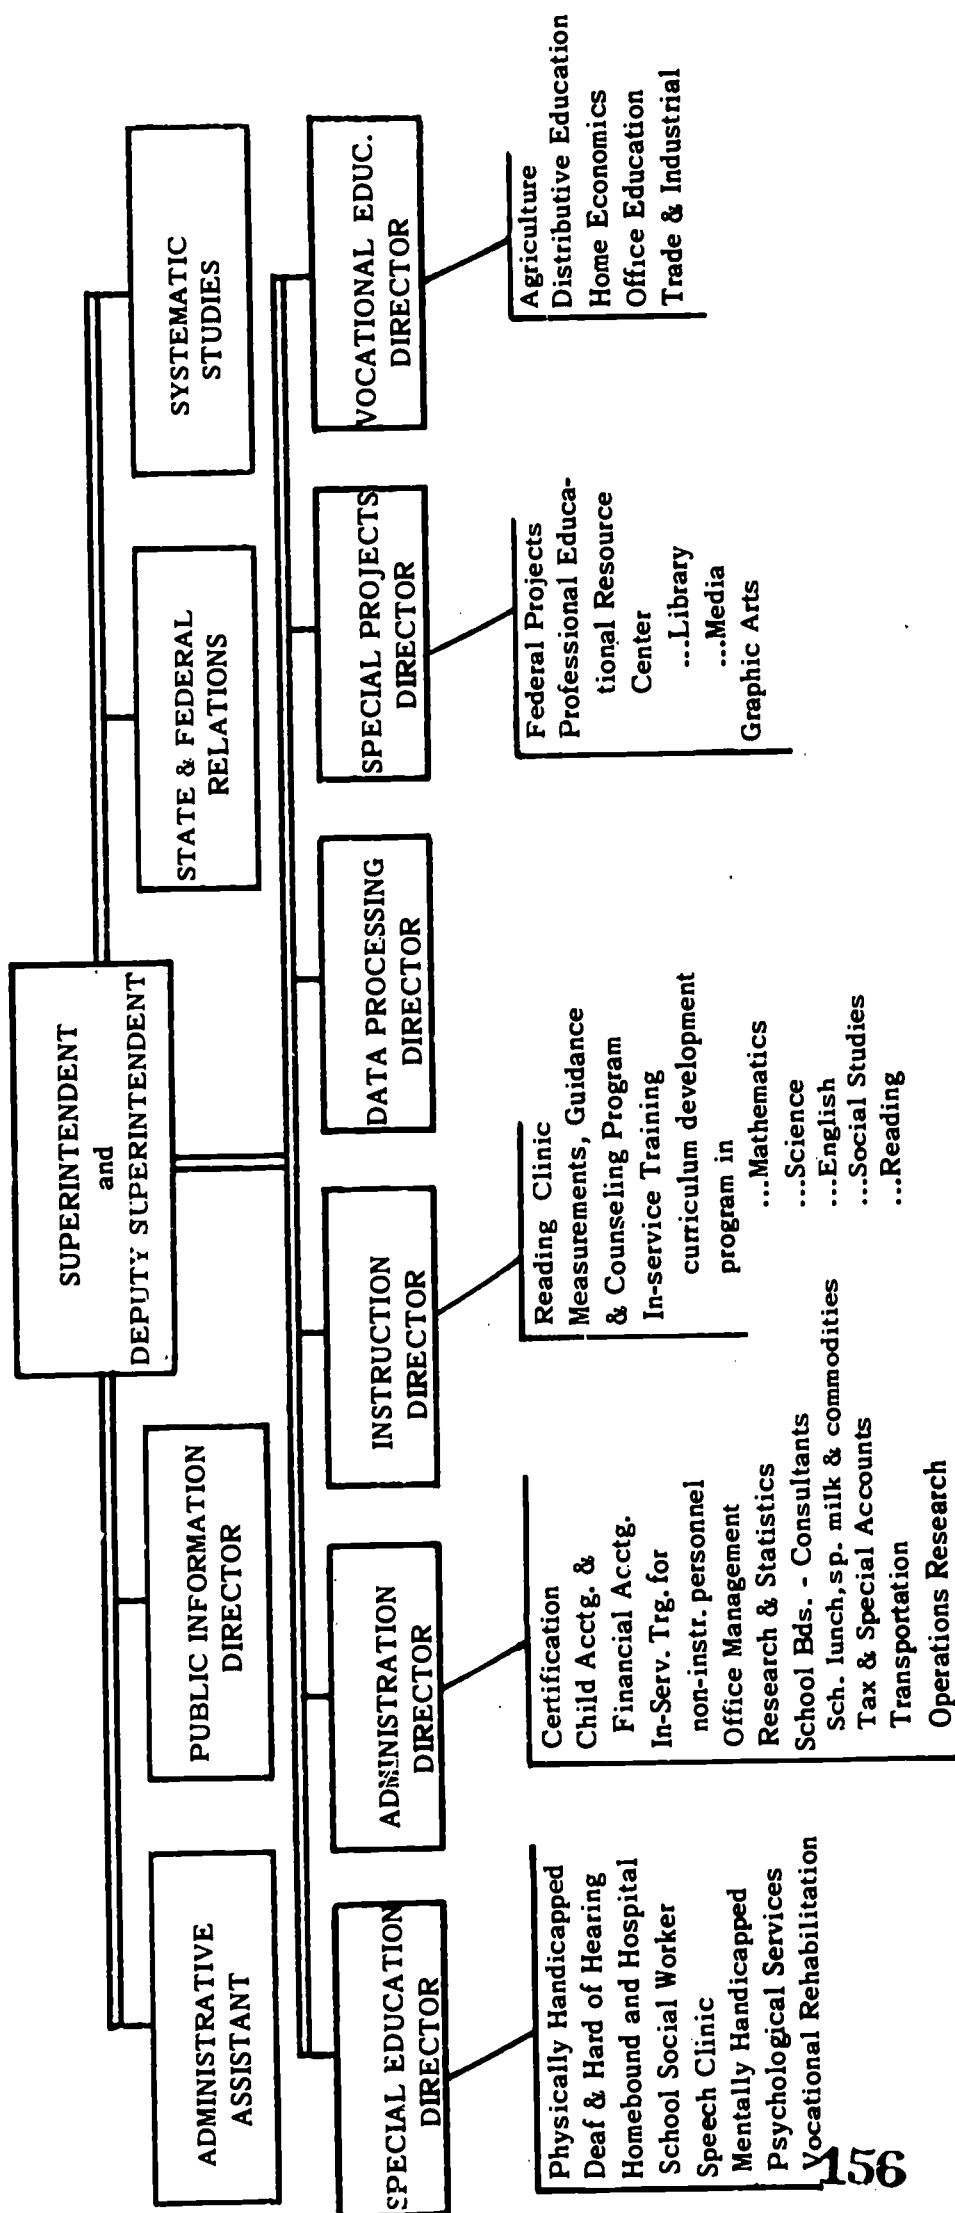 SUPERINTENDENT
and
DEPUTY SUPERINTENDENT
ADMINISTRATIVE
ASSISTANT
PUBLIC INFORMATION
DIRECTOR
STATE & FEDERAL
RELATIONS
SYSTEMATIC
STUDIES
SPECIAL EDUCATION
DIRECTOR
ADMINISTRATION
DIRECTOR
INSTRUCTION
DIRECTOR
DATA PROCESSING
DIRECTOR
SPECIAL PROJECTS
DIRECTOR
VOCATIONAL EDUC.
DIRECTOR
Physically Handicapped
Deaf & Hard of Hearing
Homebound and Hospital
School Social Worker
Speech Clinic
Mentally Handicapped
Psychological Services
Vocational Rehabilitation
Certification
Child Acctg. &
Financial Acctg.
In-Serv. Trg. for
non-instr. personnel
Office Management
Research & Statistics
School Bds. - Consultants
Sch. lunch, sp. milk & commodities
Tax & Special Accounts
Transportation
Operations Research
Reading Clinic
Measurements, Guidance
& Counseling Program
In-service Training
curriculum development
program in
...Mathematics
...Science
...English
...Social Studies
...Reading
Federal Projects
Professional Educa-
tional Resource
Center
...Library
...Media
Graphic Arts
Agriculture
Distributive Education
Home Economics
Office Education
Trade & Industrial
156